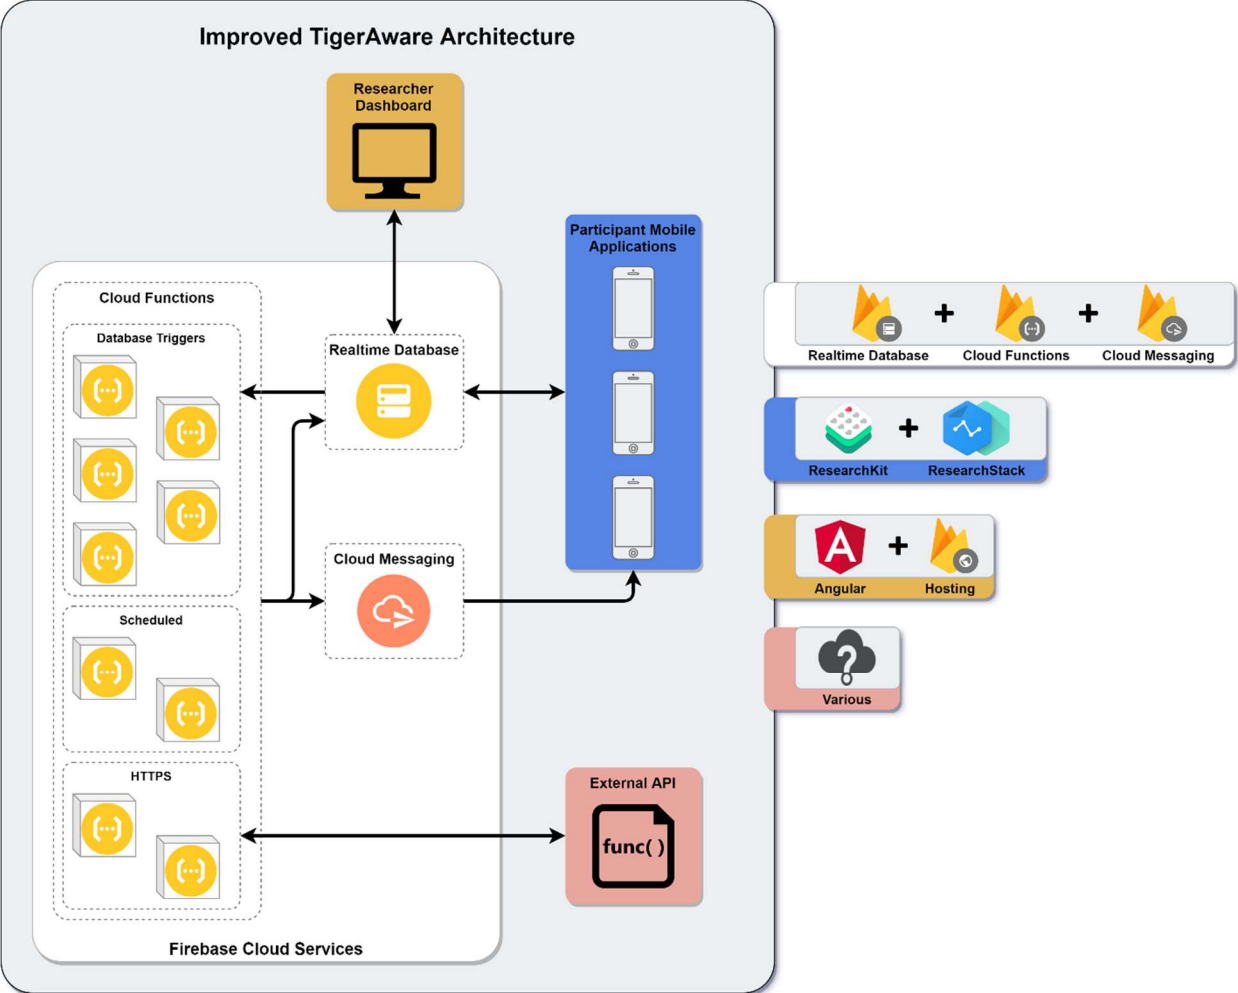 Improved TigerAware Architecture
Researcher
Dashboard
Participant Mobile
Applications
Cloud Functions
Database Triggers
Realtime Database
Cloud Messaging
Scheduled
HTTPS
External API
func( )
Firebase Cloud Services
Realtime Database
+
Cloud Functions
+
Cloud Messaging
ResearchKit
+
ResearchStack
A
Angular
+
Hosting
?
Various